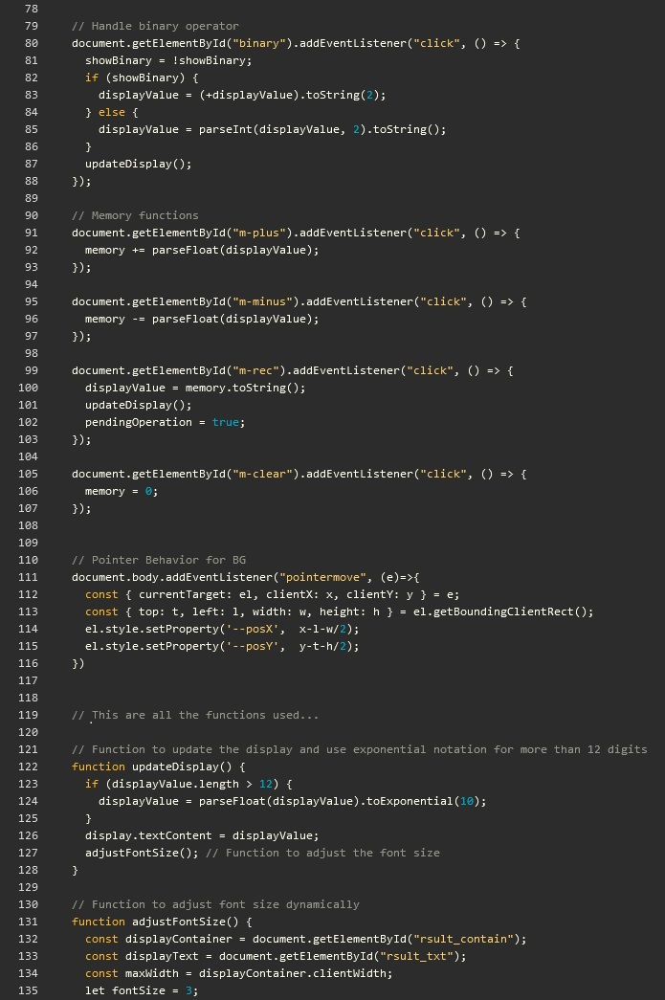 78
79 // Handle binary operator
80 document.getElementById("binary").addEventListener("click", () => {
81 showBinary = !showBinary;
82 if (showBinary) {
83 displayValue = (+displayValue).toString(2);
84 } else {
85 displayValue = parseInt(displayValue, 2).toString();
86 }
87 updateDisplay();
88 });
89
90 // Memory functions
91 document.getElementById("m-plus").addEventListener("click", () => {
92 memory += parseFloat(displayValue);
93 });
94
95 document.getElementById("m-minus").addEventListener("click", () => {
96 memory -= parseFloat(displayValue);
97 });
98
99 document.getElementById("m-rec").addEventListener("click", () => {
100 displayValue = memory.toString();
101 updateDisplay();
102 pendingOperation = true;
103 });
104
105 document.getElementById("m-clear").addEventListener("click", () => {
106 memory = 0;
107 });
108
109
110 // Pointer Behavior for BG
111 document.body.addEventListener("pointermove", (e)=>{
112 const { currentTarget: el, clientX: x, clientY: y } = e;
113 const { top: t, left: l, width: w, height: h } = el.getBoundingClientRect();
114 el.style.setProperty('--posX', x-l-w/2);
115 el.style.setProperty('--posY', y-t-h/2);
116 })
117
118
119 // This are all the functions used...
120
121 // Function to update the display and use exponential notation for more than 12 digits
122 function updateDisplay() {
123 if (displayValue.length > 12) {
124 displayValue = parseFloat(displayValue).toExponential(10);
125 }
126 display.textContent = displayValue;
127 adjustFontSize(); // Function to adjust the font size
128 }
129
130 // Function to adjust font size dynamically
131 function adjustFontSize() {
132 const displayContainer = document.getElementById("rsult_contain");
133 const displayText = document.getElementById("rsult_txt");
134 const maxWidth = displayContainer.clientWidth;
135 let fontSize = 3;